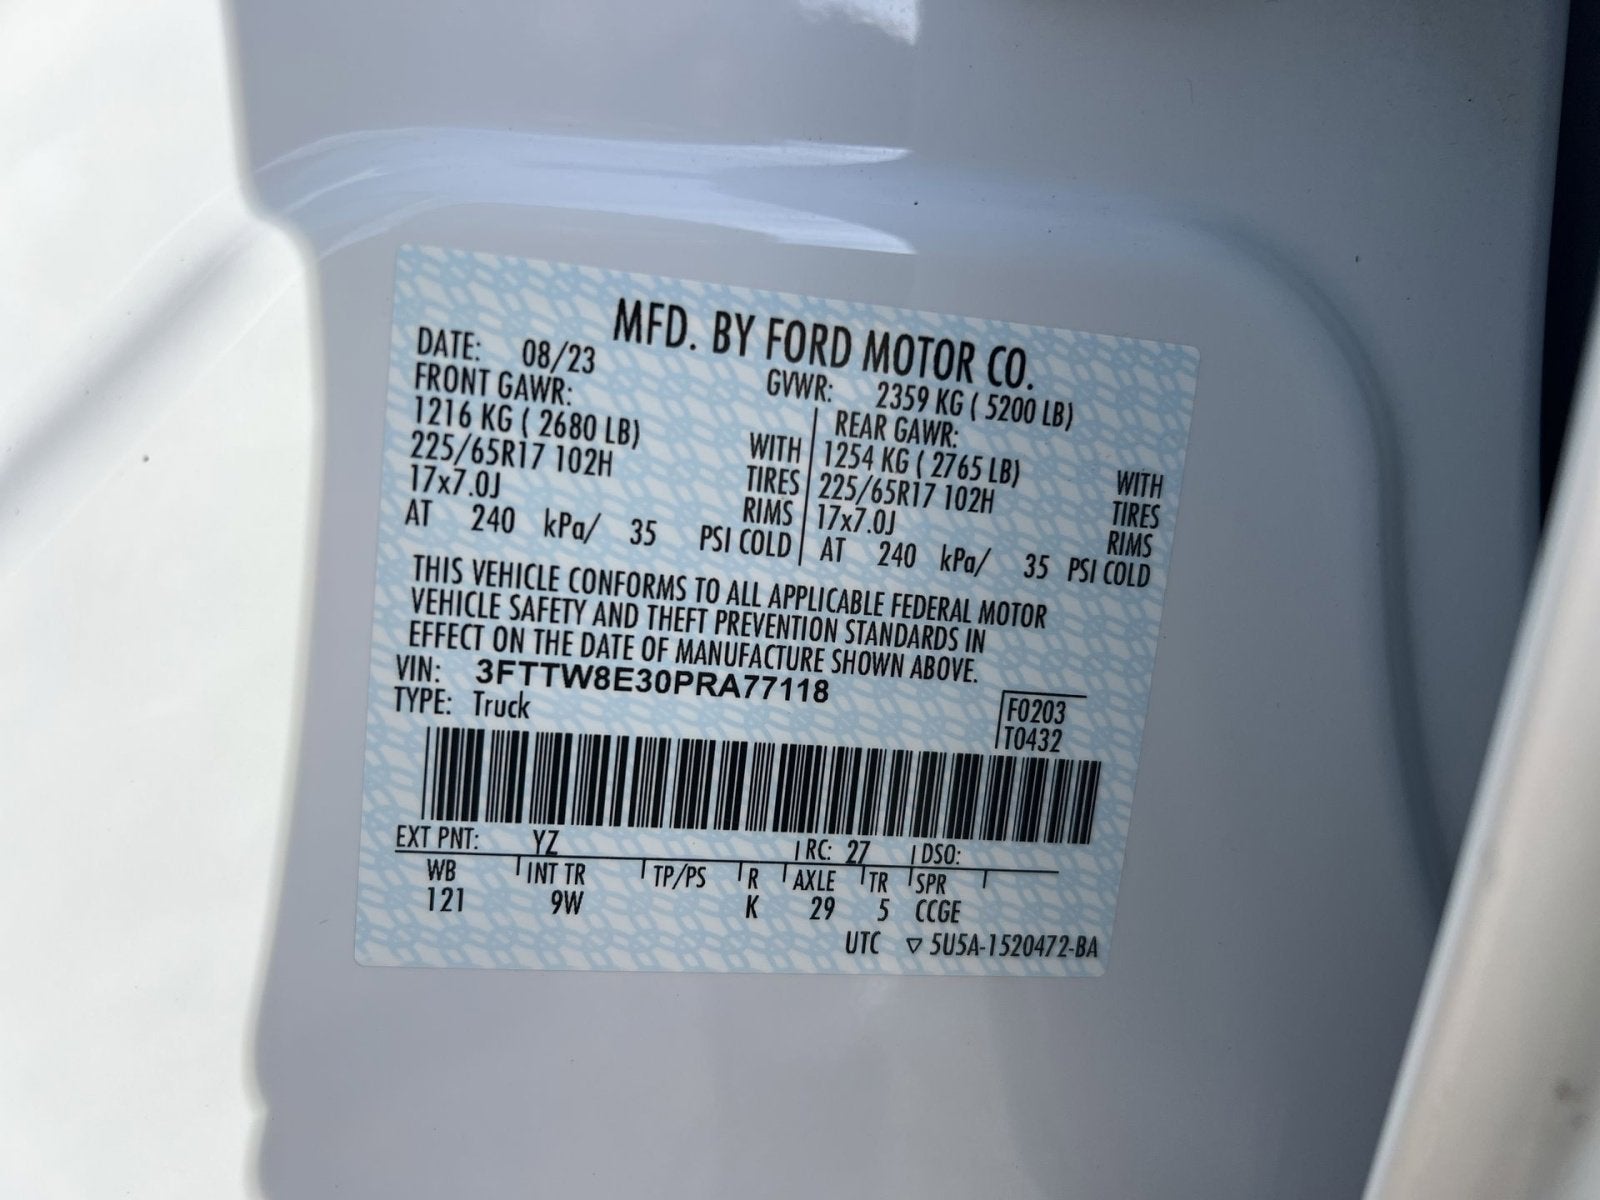 MFD. BY FORD MOTOR CO.
DATE: 08/23 GVWR: 2359 KG ( 5200 LB)
FRONT GAWR: REAR GAWR:
1216 KG ( 2680 LB) WITH 1254 KG ( 2765 LB) WITH
225/65R17 102H TIRES 225/65R17 102H TIRES
17x7.0J RIMS 17x7.0J RIMS
AT 240 kPa/ 35 PSI COLD AT 240 kPa/ 35 PSI COLD
THIS VEHICLE CONFORMS TO ALL APPLICABLE FEDERAL MOTOR
VEHICLE SAFETY AND THEFT PREVENTION STANDARDS IN
EFFECT ON THE DATE OF MANUFACTURE SHOWN ABOVE.
VIN: 3FTTW8E30PRA77118
TYPE: Truck F0203
T0432
EXT PNT: YZ RC: 27 DSO:
WB INT TR TP/PS R AXLE TR SPR
121 9W K 29 5 CCGE
UTC ▽ 5U5A-1520472-BA